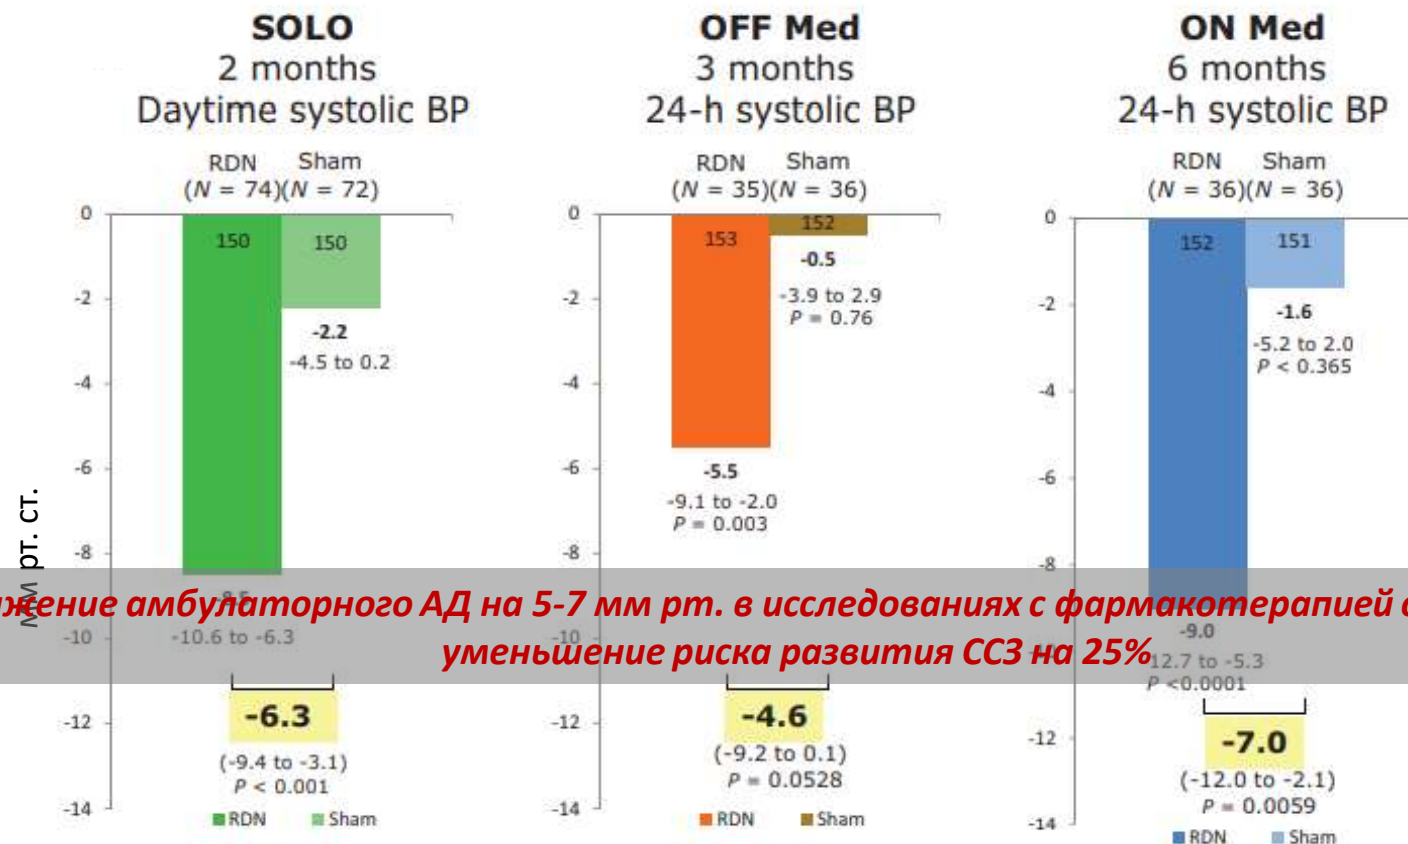 SOLO
2 months
Daytime systolic BP
RDN Sham
(N = 74)(N = 72)
0
-2
-4
-6
-8
-10
-12
-14
150
150
-2.2
-4.5 to 0.2
-8.5
-10.6 to -6.3
-6.3
(-9.4 to -3.1)
P < 0.001
RDN Sham
мм рт. ст.
OFF Med
3 months
24-h systolic BP
RDN Sham
(N = 35)(N = 36)
0
-2
-4
-6
-8
-10
-12
-14
153
152
-0.5
-3.9 to 2.9
P = 0.76
-5.5
-9.1 to -2.0
P = 0.003
-4.6
(-9.2 to 0.1)
P = 0.0528
RDN Sham
ON Med
6 months
24-h systolic BP
RDN Sham
(N = 36)(N = 36)
0
-2
-4
-6
-8
-12
-14
152
151
-1.6
-5.2 to 2.0
P < 0.365
-9.0
12.7 to -5.3
P <0.0001
-7.0
(-12.0 to -2.1)
P = 0.0059
RDN Sham
жение амбулаторного АД на 5-7 мм рт. в исследованиях с фармакотерапией
уменьшение риска развития ССЗ на 25%